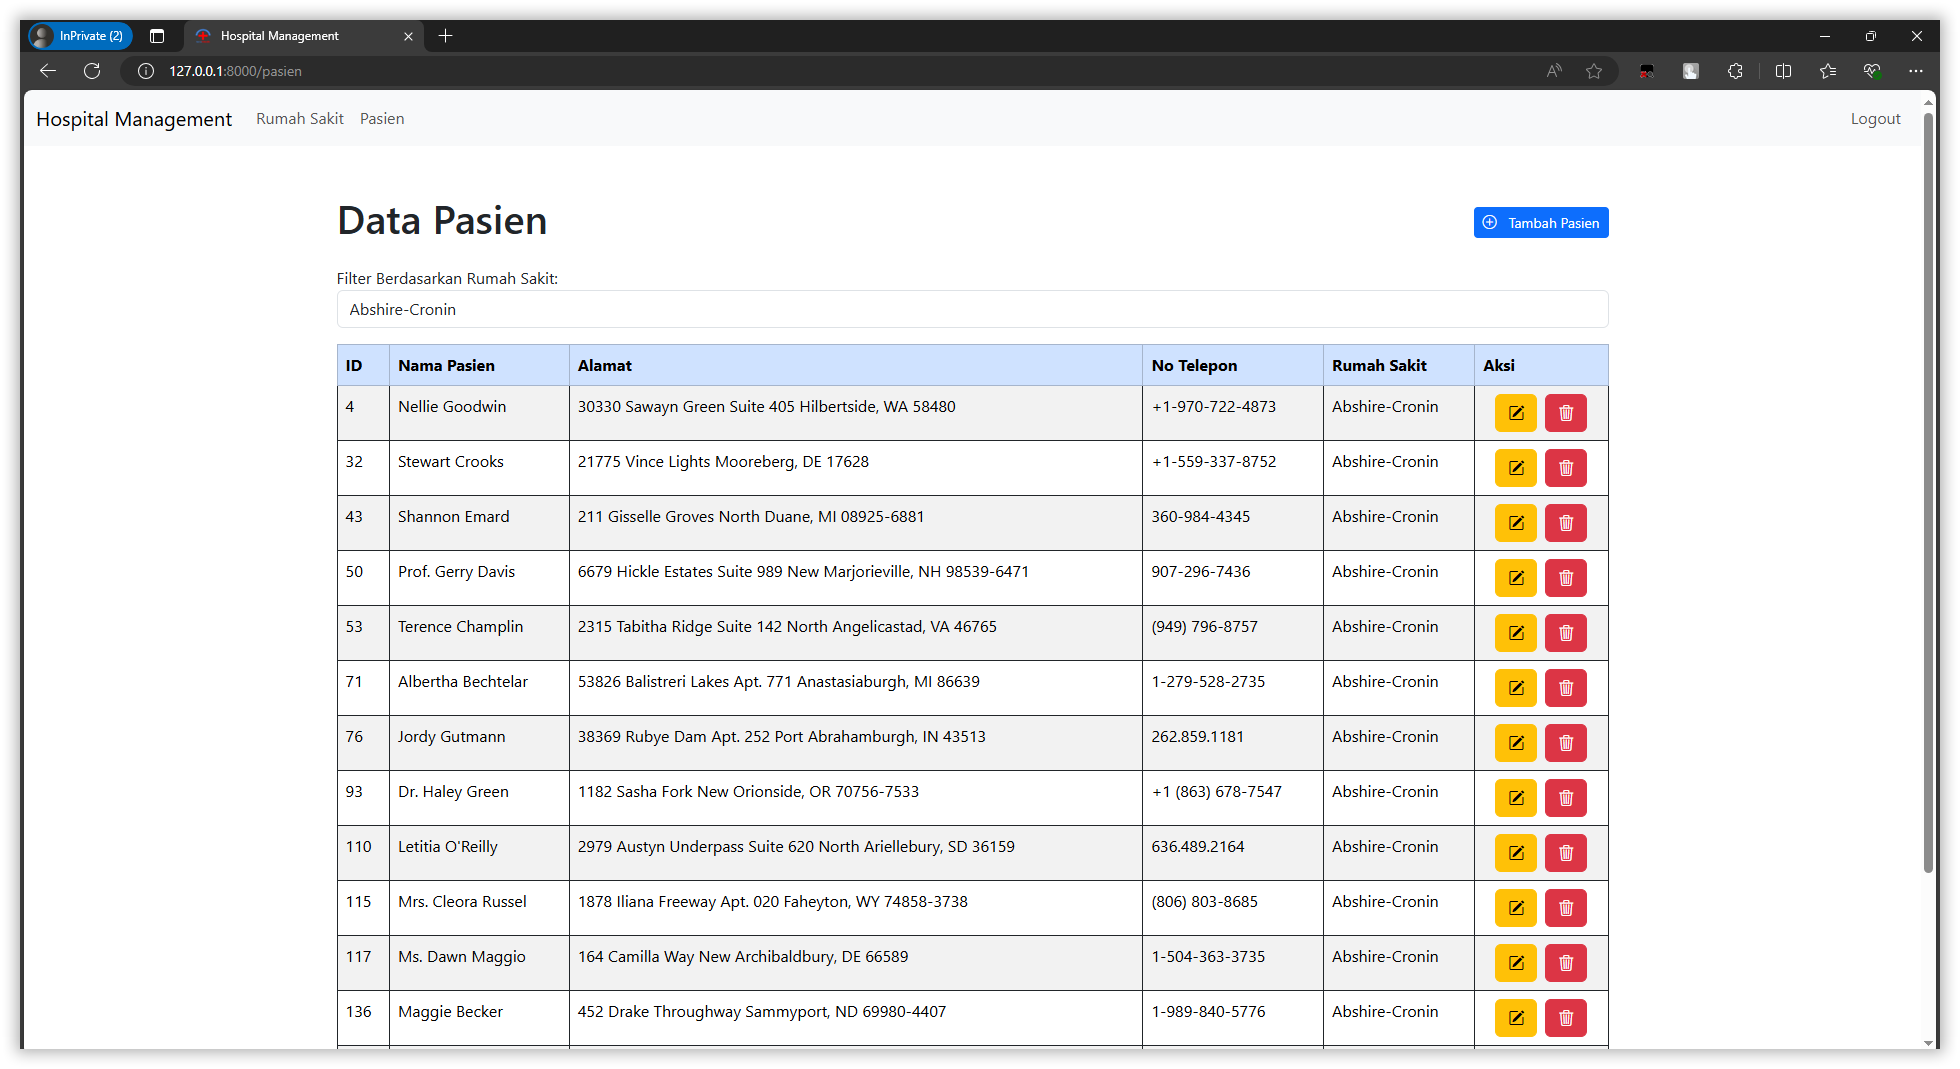 InPrivate (2)
Hospital Management
127.0.0.1:8000/pasien
Hospital Management Rumah Sakit Pasien Logout
Data Pasien
Tambah Pasien
Filter Berdasarkan Rumah Sakit:
Abshire-Cronin
ID Nama Pasien Alamat No Telepon Rumah Sakit Aksi
4 Nellie Goodwin 30330 Sawayn Green Suite 405 Hilbertside, WA 58480 +1-970-722-4873 Abshire-Cronin
32 Stewart Crooks 21775 Vince Lights Mooreberg, DE 17628 +1-559-337-8752 Abshire-Cronin
43 Shannon Emard 211 Gisselle Groves North Duane, MI 08925-6881 360-984-4345 Abshire-Cronin
50 Prof. Gerry Davis 6679 Hickle Estates Suite 989 New Marjorieville, NH 98539-6471 907-296-7436 Abshire-Cronin
53 Terence Champlin 2315 Tabitha Ridge Suite 142 North Angelicastad, VA 46765 (949) 796-8757 Abshire-Cronin
71 Albertha Bechtelar 53826 Balistreri Lakes Apt. 771 Anastasiaburgh, MI 86639 1-279-528-2735 Abshire-Cronin
76 Jordy Gutmann 38369 Rubye Dam Apt. 252 Port Abrahamburgh, IN 43513 262.859.1181 Abshire-Cronin
93 Dr. Haley Green 1182 Sasha Fork New Orionside, OR 70756-7533 +1 (863) 678-7547 Abshire-Cronin
110 Letitia O'Reilly 2979 Austyn Underpass Suite 620 North Ariellebury, SD 36159 636.489.2164 Abshire-Cronin
115 Mrs. Cleora Russel 1878 Iliana Freeway Apt. 020 Faheyton, WY 74858-3738 (806) 803-8685 Abshire-Cronin
117 Ms. Dawn Maggio 164 Camilla Way New Archibaldbury, DE 66589 1-504-363-3735 Abshire-Cronin
136 Maggie Becker 452 Drake Throughway Sammyport, ND 69980-4407 1-989-840-5776 Abshire-Cronin